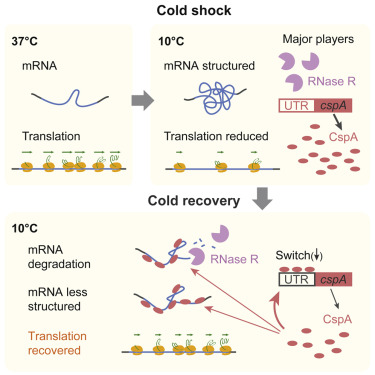 Cold shock
37°C
mRNA
Translation
10°C
mRNA structured
Translation reduced
Major players
RNase R
UTR cspA
CspA
Cold recovery
10°C
mRNA
degradation
RNase R
mRNA less
structured
Translation
recovered
Switch(↓)
UTR cspA
CspA